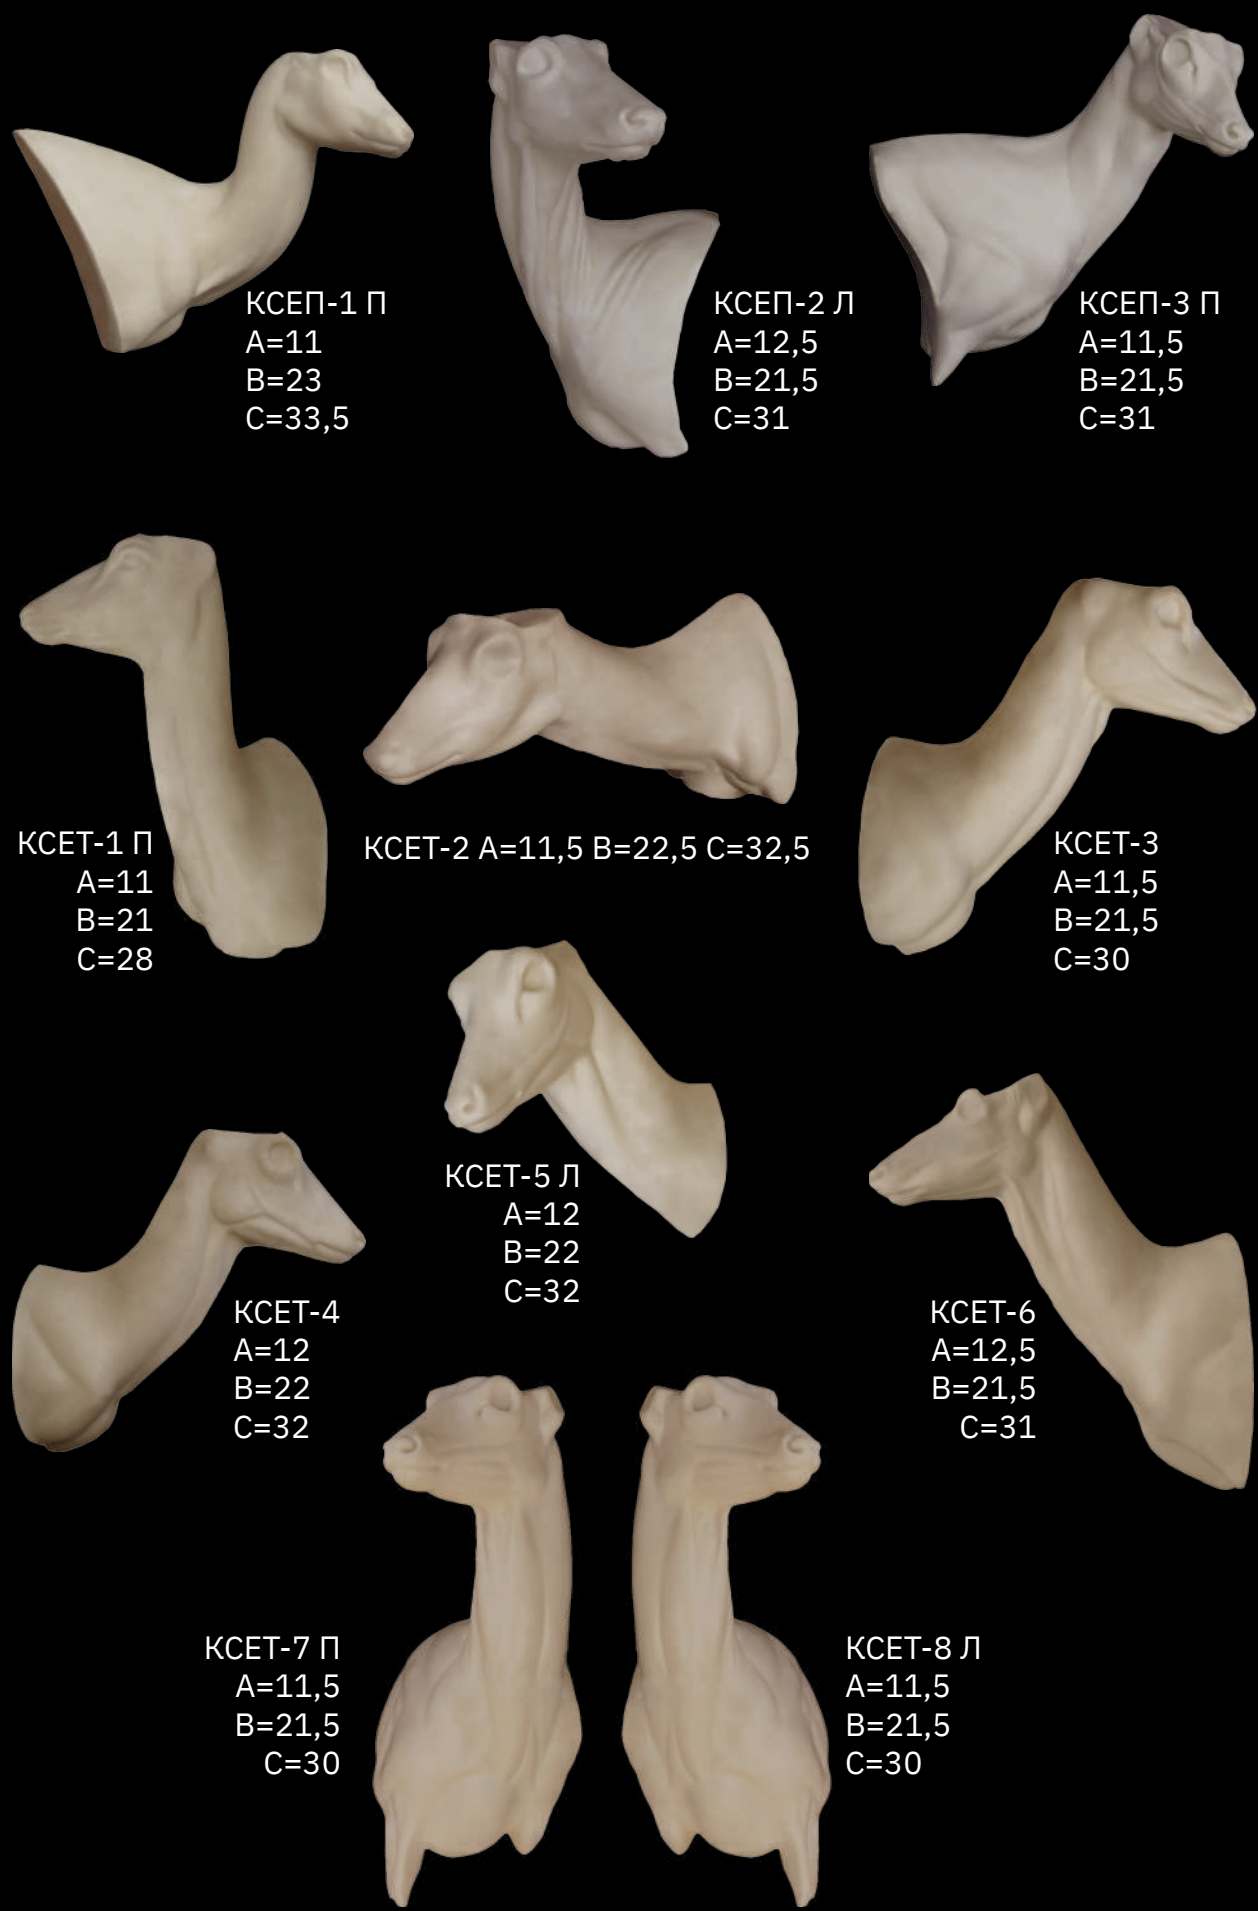 КСЕП-1 П
А=11
В=23
С=33,5
КСЕП-2 Л
А=12,5
В=21,5
С=31
КСЕП-3 П
А=11,5
В=21,5
С=31
КСЕТ-1 П
А=11
В=21
С=28
КСЕТ-2 А=11,5 В=22,5 С=32,5
КСЕТ-3
А=11,5
В=21,5
С=30
КСЕТ-5 Л
А=12
В=22
С=32
КСЕТ-4
А=12
В=22
С=32
КСЕТ-6
А=12,5
В=21,5
С=31
КСЕТ-7 П
А=11,5
В=21,5
С=30
КСЕТ-8 Л
А=11,5
В=21,5
С=30